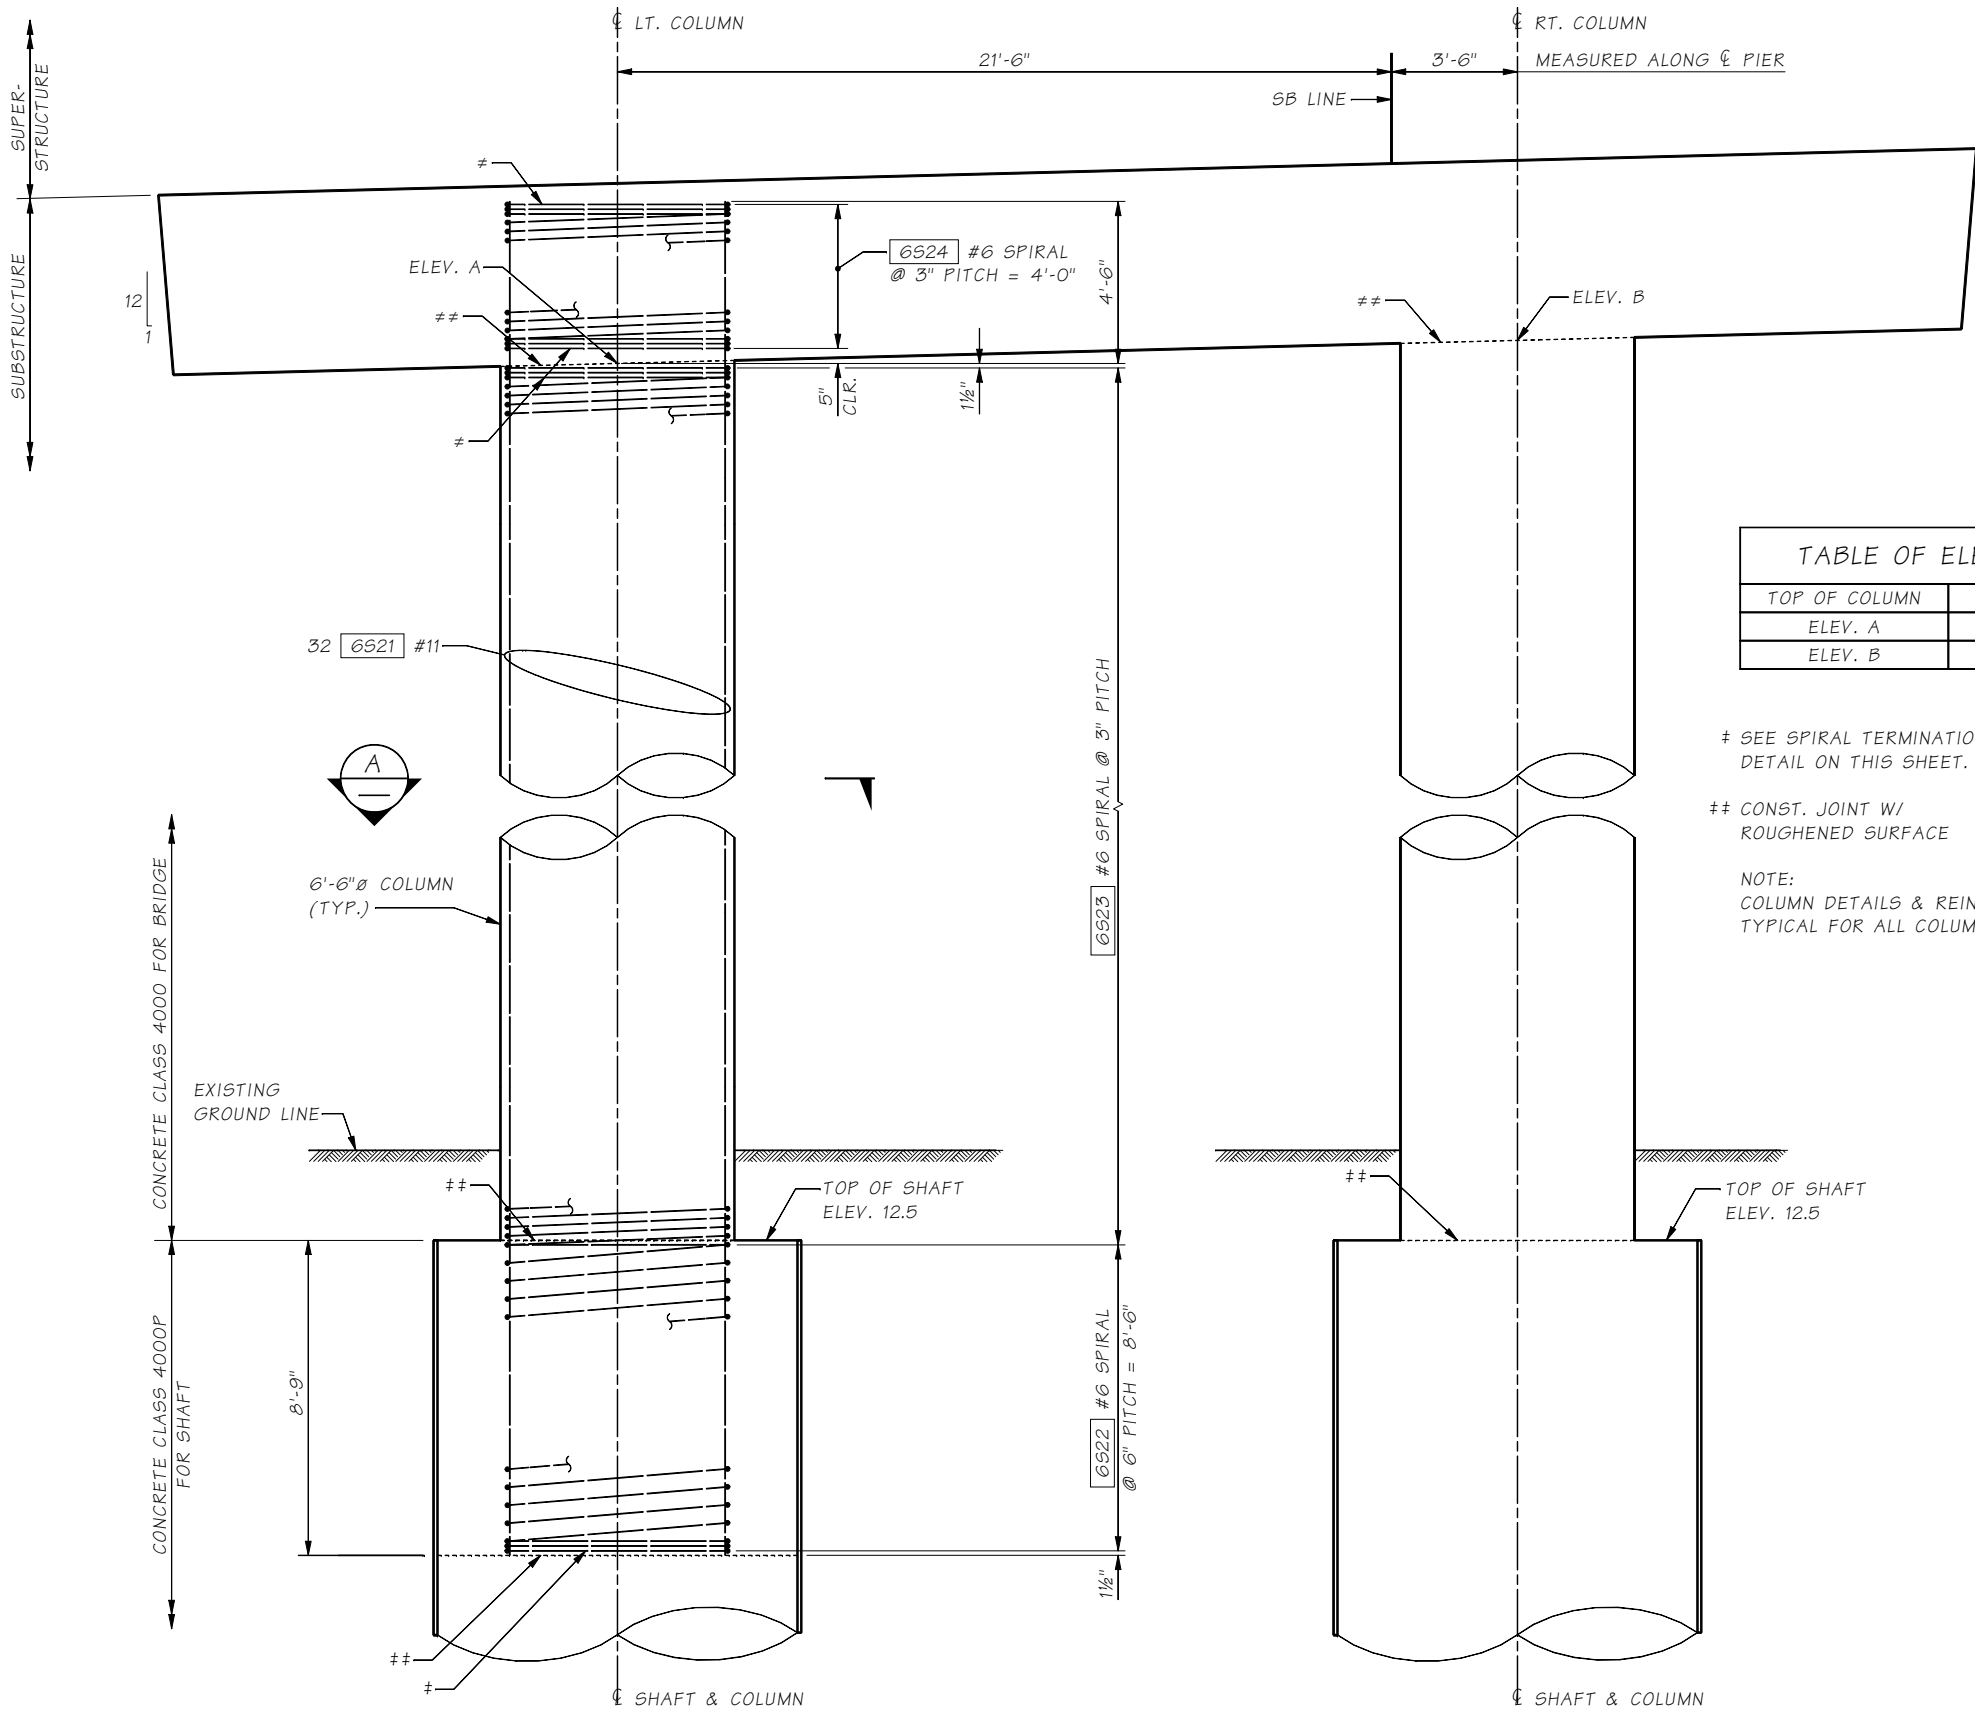 ℄ LT. COLUMN
℄ RT. COLUMN
21'-6"
3'-6"
MEASURED ALONG ℄ PIER
SB LINE
SUPER-
STRUCTURE
SUBSTRUCTURE
≠
ELEV. A
6S24 #6 SPIRAL
@ 3" PITCH = 4'-0"
4'-6"
12
1
≠≠
≠≠
ELEV. B
5"
CLR.
1½"
≠
TABLE OF
TOP OF COLUMN
ELEV. A
ELEV. B
32 6S21 #11
6S23 #6 SPIRAL @ 3" PITCH
‡ SEE SPIRAL
DETAIL ON THIS SHEET.
A
‡‡ CONST. JOINT W/
ROUGHENED SURFACE
6'-6"ø COLUMN
(TYP.)
NOTE:
COLUMN DETAILS &
TYPICAL FOR ALL
CONCRETE CLASS 4000 FOR BRIDGE
EXISTING
GROUND LINE
‡‡
TOP OF SHAFT
ELEV. 12.5
‡‡
TOP OF SHAFT
ELEV. 12.5
CONCRETE CLASS 4000P
FOR SHAFT
8'-9"
6S22 #6 SPIRAL
@ 6" PITCH = 8'-6"
1½"
‡‡
‡
℄ SHAFT & COLUMN
℄ SHAFT & COLUMN